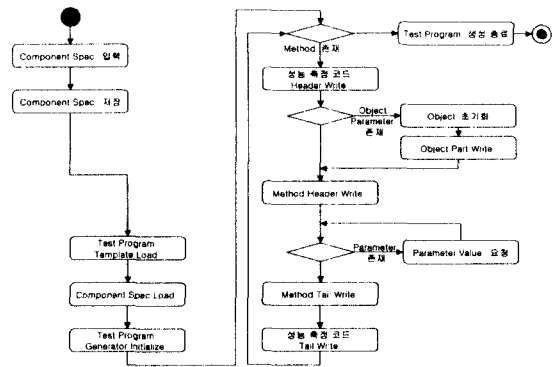 Component Spec 입력
Component Spec 저장
Test Program
Template Load
Component Spec Load
Test Program
Generator Initialize
Method 존재
Test Program 생성 종료
성능 측정 코드
Header Write
Object
Parameter
존재
Object 초기화
Object Part Write
Method Header Write
Parameter
존재
Parameter Value 요청
Method Tail Write
성능 측정 코드
Tail Write